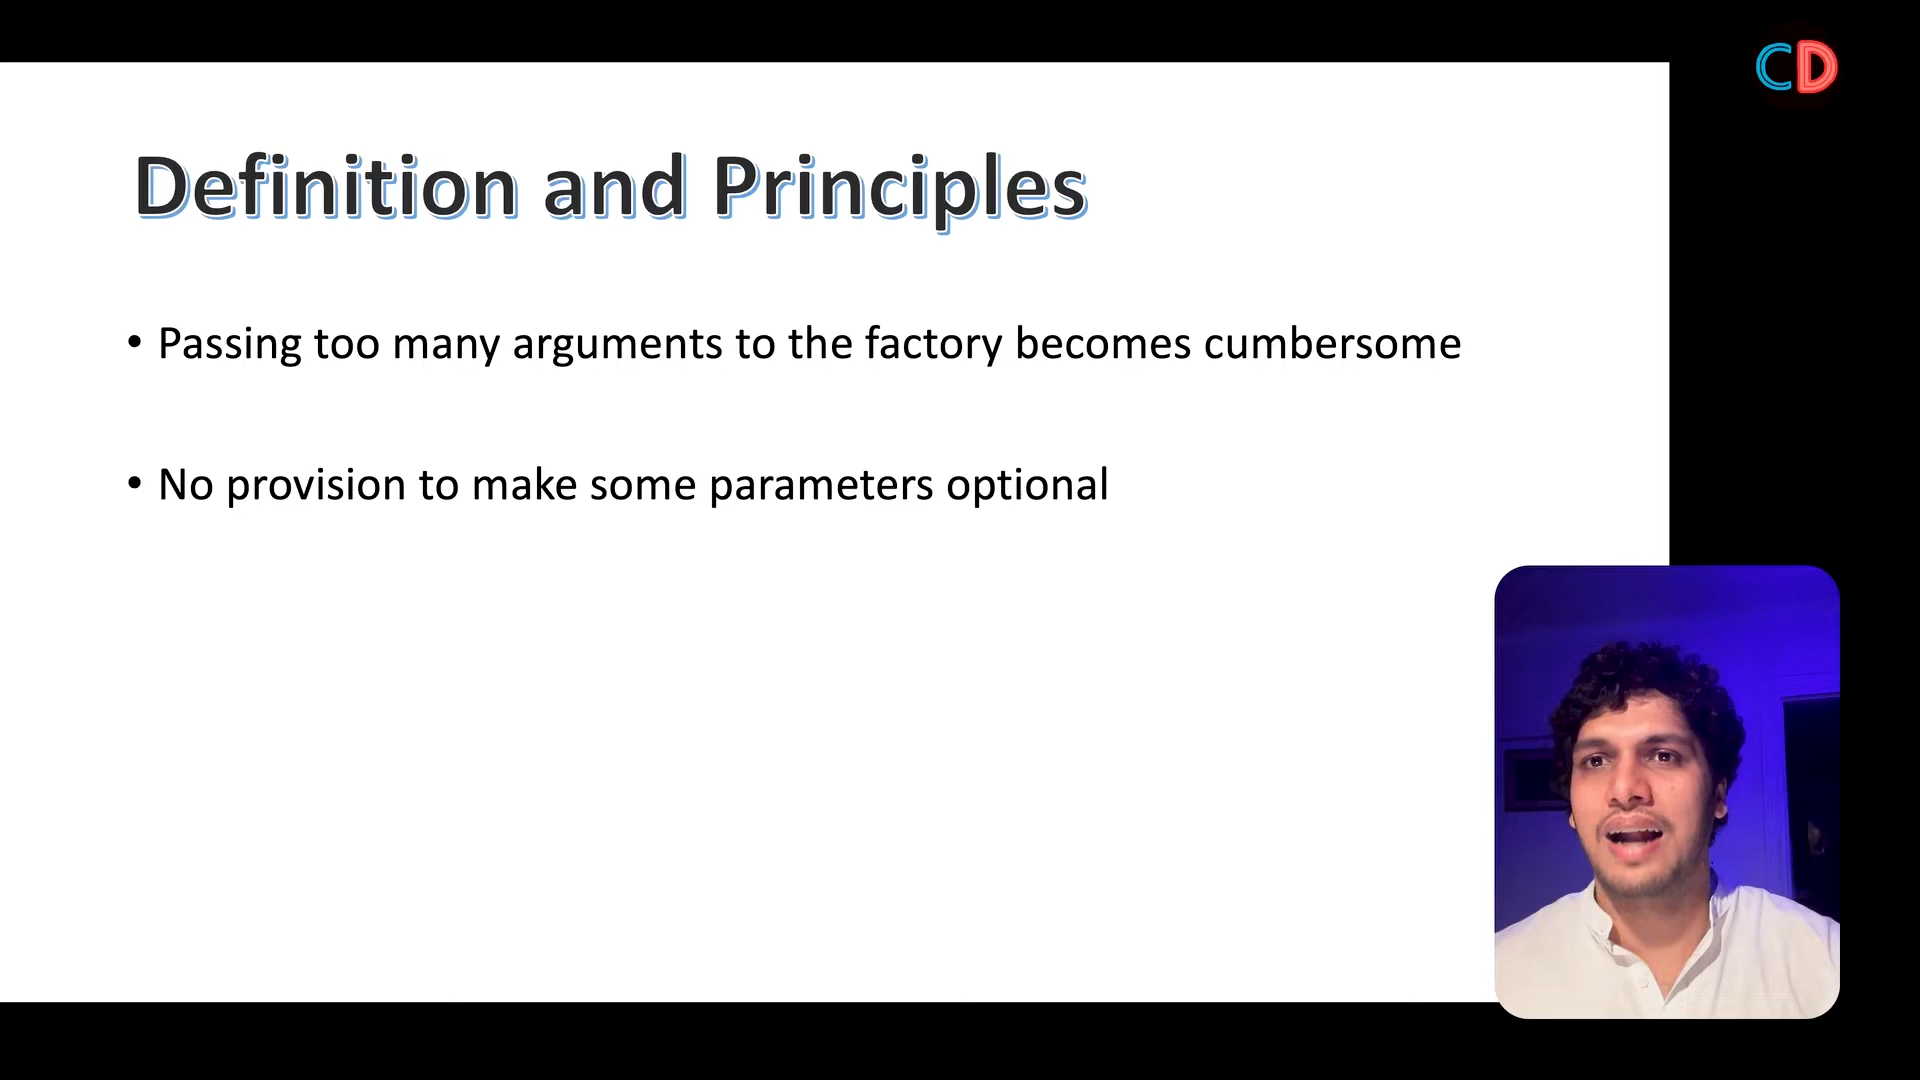 CD
Definition and Principles
• Passing too many arguments to the factory becomes cumbersome
• No provision to make some parameters optional